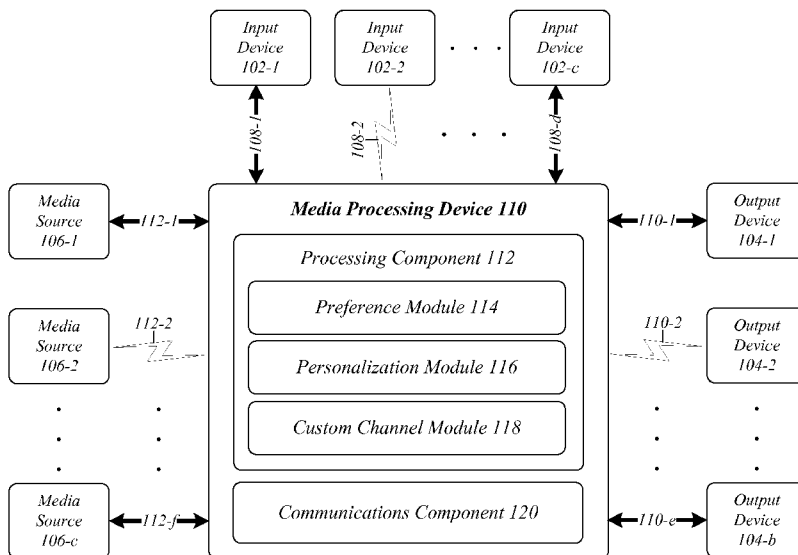 Input
Device
102-1
Input
Device
102-2
Input
Device
102-c
108-1
108-2
108-d
Media
Source
106-1
112-1
Media Processing Device 110
110-1
Output
Device
104-1
Processing Component 112
Preference Module 114
Media
Source
106-2
112-2
Personalization Module 116
110-2
Output
Device
104-2
Custom Channel Module 118
Media
Source
106-c
112-f
Communications Component 120
110-e
Output
Device
104-b